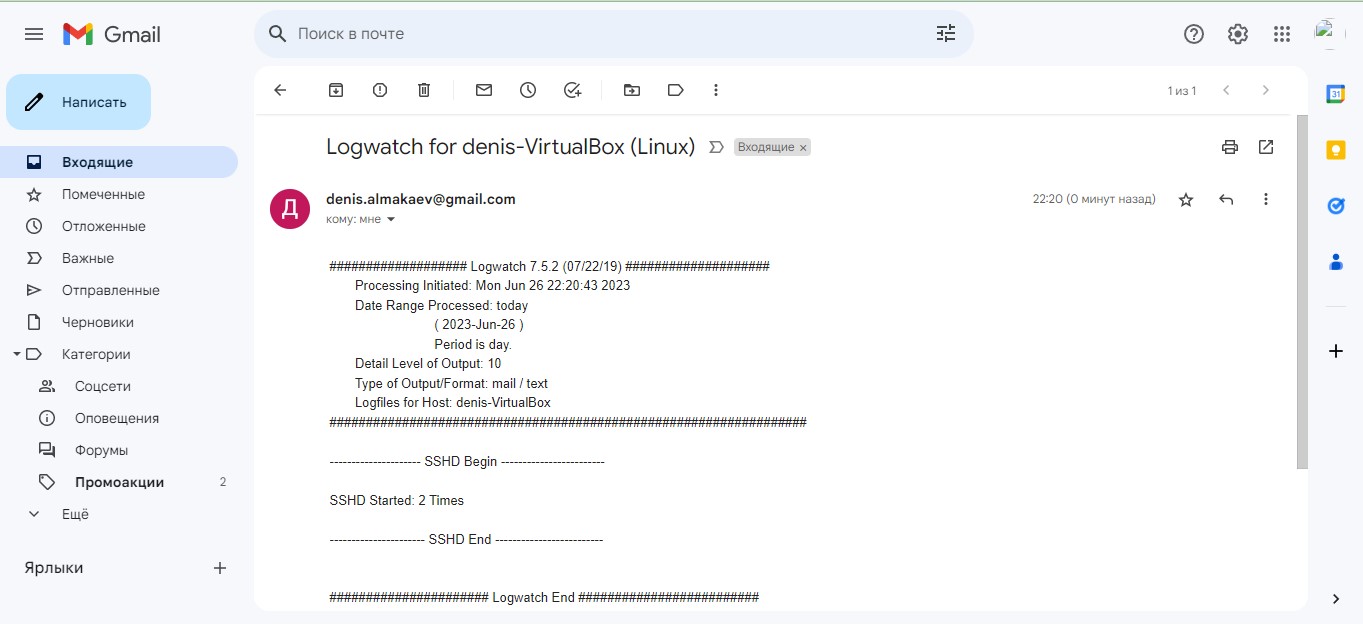 Gmail
Поиск в почте
Написать
1 из 1
Входящие
Помеченные
Отложенные
Важные
Отправленные
Черновики
Категории
Соцсети
Оповещения
Форумы
Промоакции 2
Ещё
Ярлыки
Logwatch for denis-VirtualBox (Linux) Входящие ×
Д
denis.almakaev@gmail.com 22:20 (0 минут назад)
кому: мне
################### Logwatch 7.5.2 (07/22/19) ####################
Processing Initiated: Mon Jun 26 22:20:43 2023
Date Range Processed: today
( 2023-Jun-26 )
Period is day.
Detail Level of Output: 10
Type of Output/Format: mail / text
Logfiles for Host: denis-VirtualBox
##################################################################
--------------------- SSHD Begin ------------------------
SSHD Started: 2 Times
---------------------- SSHD End -------------------------
###################### Logwatch End #########################
31